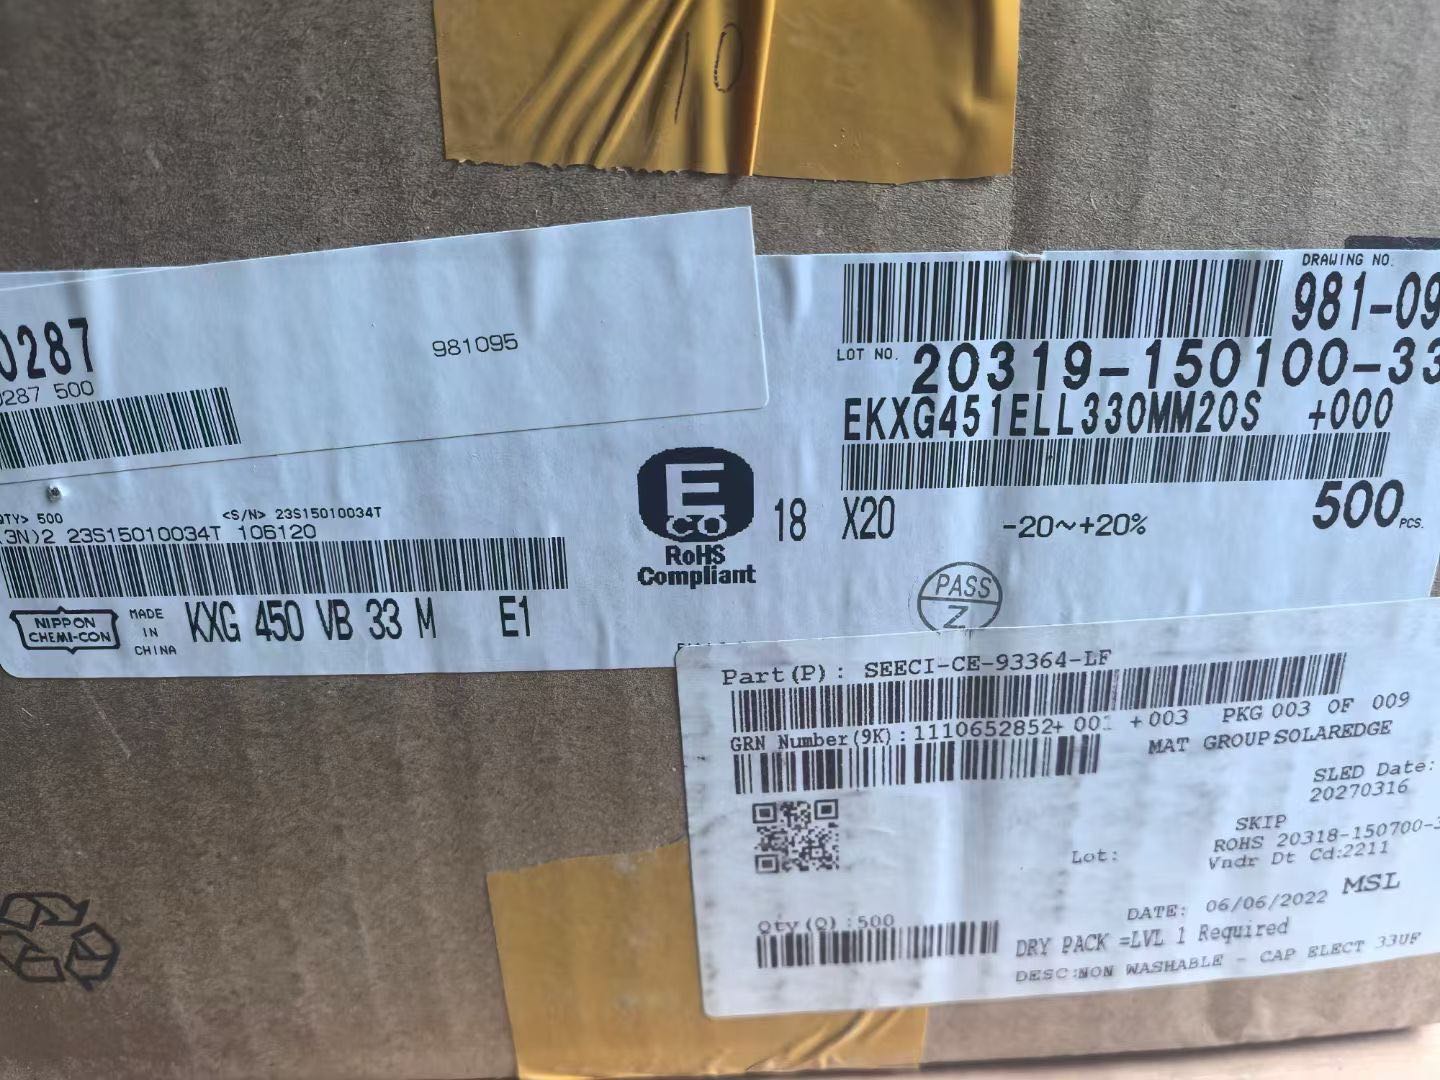 10
0287
0287 500
981095
QTY> 500
<S/N> 23S15010034T
(3N)2 23S15010034T 106120
NIPPON
CHEMI-CON
MADE
IN
CHINA
KXG 450 VB 33 M E1
E
CO
RoHS
Compliant
DRAWING NO.
981-09
LOT NO. 20319-150100-33
EKXG451ELL330MM20S +000
18 X20 -20~+20% 500 PCS.
PASS
Z
Part(P): SEECI-CE-93364-LF
GRN Number(9K):1110652852+ 001 +003 PKG 003 OF 009
MAT GROUP SOLAREDGE
SLED Date:
20270316
SKIP
ROHS 20318-150700-3
Lot: Vndr Dt Cd:2211
DATE: 06/06/2022 MSL
Qty(Q):500
DRY PACK =LVL 1 Required
DESC:NON WASHABLE - CAP ELECT 33UF